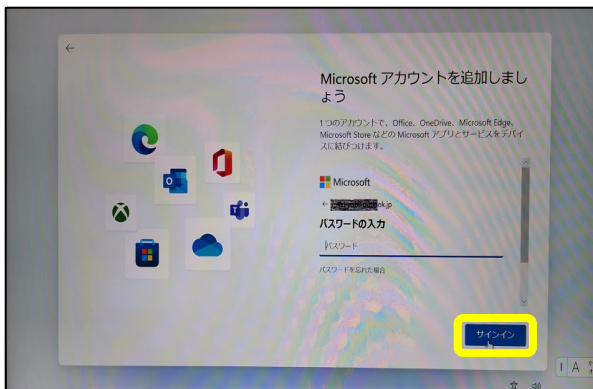 Microsoft アカウントを追加しまし
ょう
1 つのアカウントで、Office、OneDrive、Microsoft Edge、
Microsoft Store などの Microsoft アプリとサービスをデバイ
スに結びつけます。
Microsoft
ok.jp
パスワードの入力
パスワード
パスワードを忘れた場合
サインイン
A